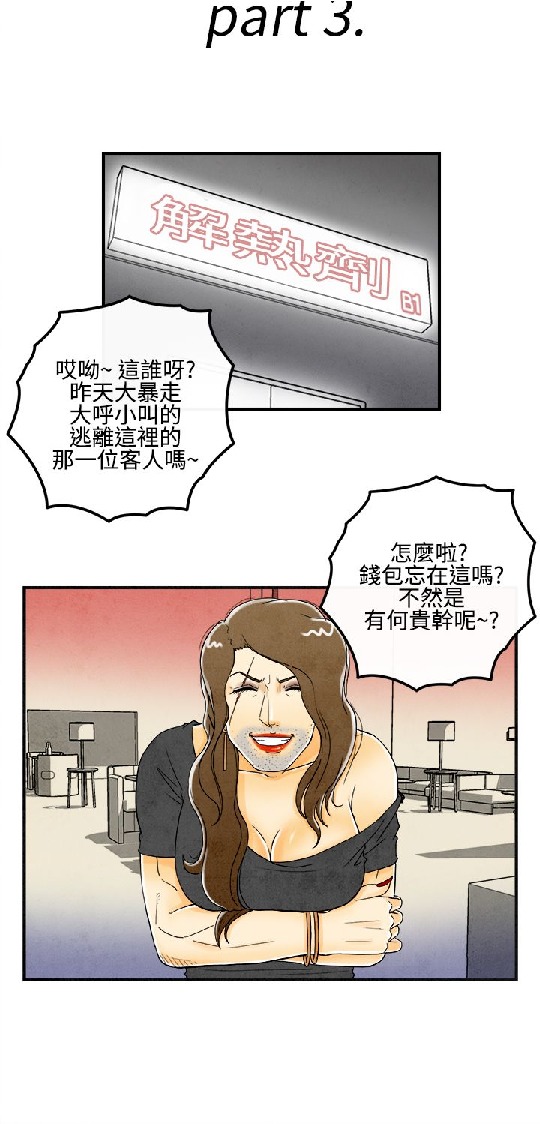 part 3.
解熱劑 B1
哎呦~ 這誰呀?
昨天大暴走
大呼小叫的
逃離這裡的
那一位客人嗎~
怎麼啦?
錢包忘在這嗎?
不然是
有何貴幹呢~?